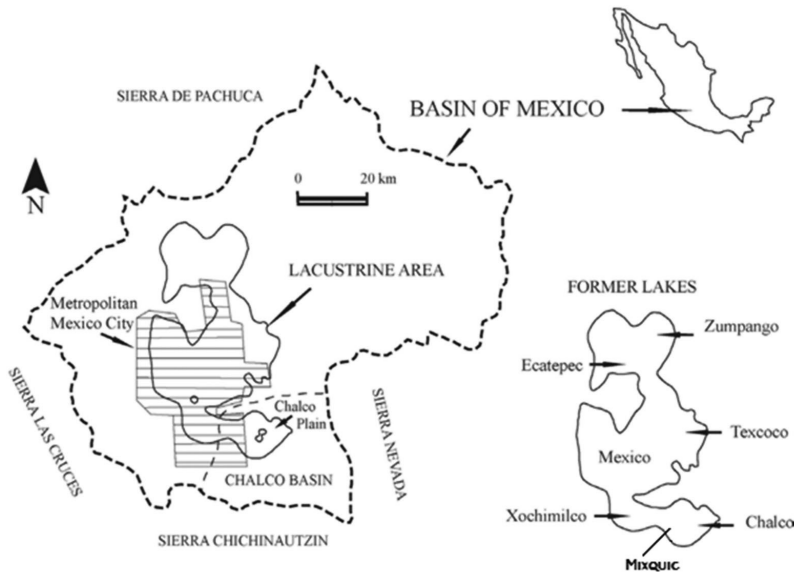 SIERRA DE PACHUCA
BASIN OF MEXICO
N
0 20 km
LACUSTRINE AREA
Metropolitan
Mexico City
Chalco
Plain
CHALCO BASIN
SIERRA LAS CRUCES
SIERRA NEVADA
SIERRA CHICHINAUTZIN
FORMER LAKES
Zumpango
Ecatepec
Texcoco
Mexico
Xochimilco
Chalco
MIXQUIC